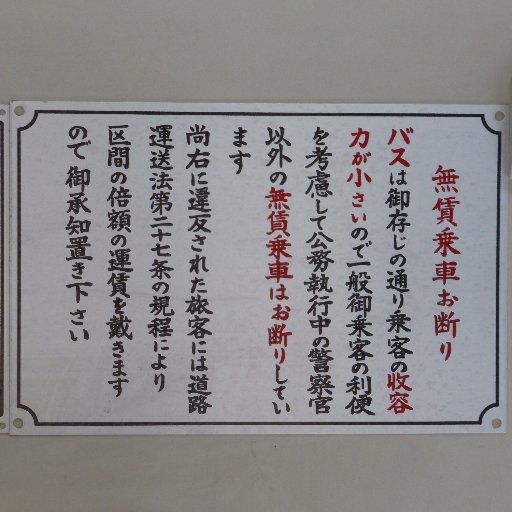 無賃乗車お断り
バスは御存じの通り乗客の収容
力が小さいので一般御乗客の利便
を考慮して公務執行中の警察官
以外の無賃乗車はお断りしてい
ます
尚右に違反された旅客には道路
運送法第二十七条の規程により
区間の倍額の運賃を戴きます
ので御承知置き下さい